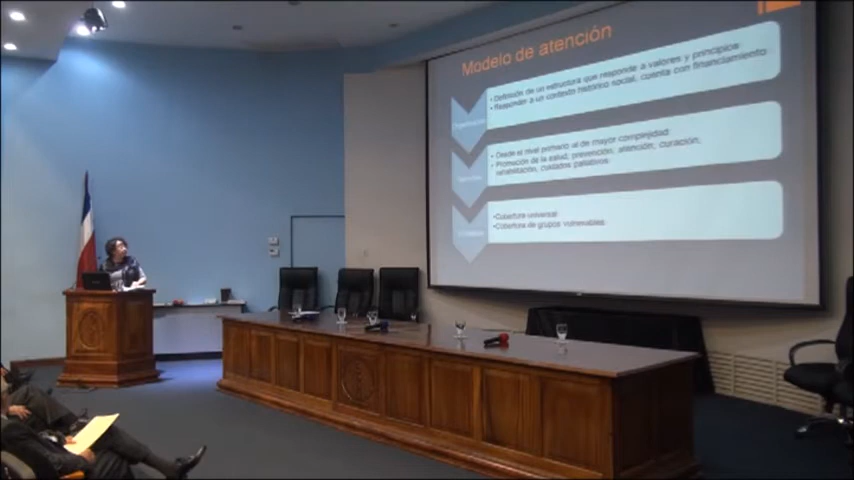 Modelo de atención
•Definición de un estructura que responde a valores y principios
•Responden a un contexto histórico social, cuenta con financiamiento
•Desde el nivel primario al de mayor complejidad
•Promoción de la salud, prevención, atención, curación,
rehabilitación, cuidados paliativos
•Cobertura universal
•Cobertura de grupos vulnerables